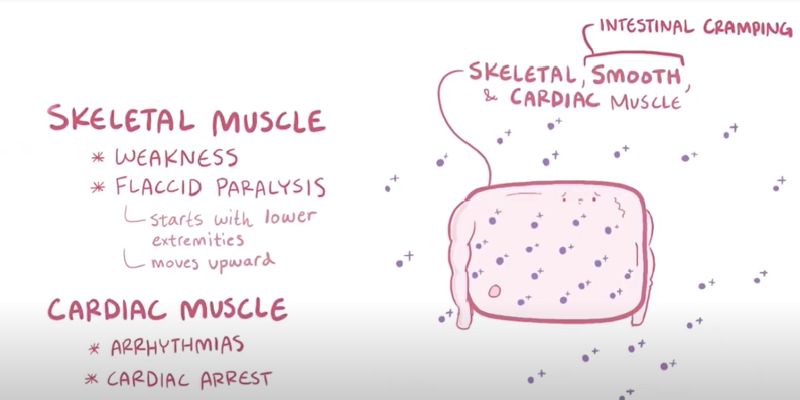 INTESTINAL CRAMPING
SKELETAL, SMOOTH,
& CARDIAC MUSCLE
SKELETAL MUSCLE
* WEAKNESS
* FLACCID PARALYSIS
starts with lower
extremities
moves upward
CARDIAC MUSCLE
* ARRHYTHMIAS
* CARDIAC ARREST